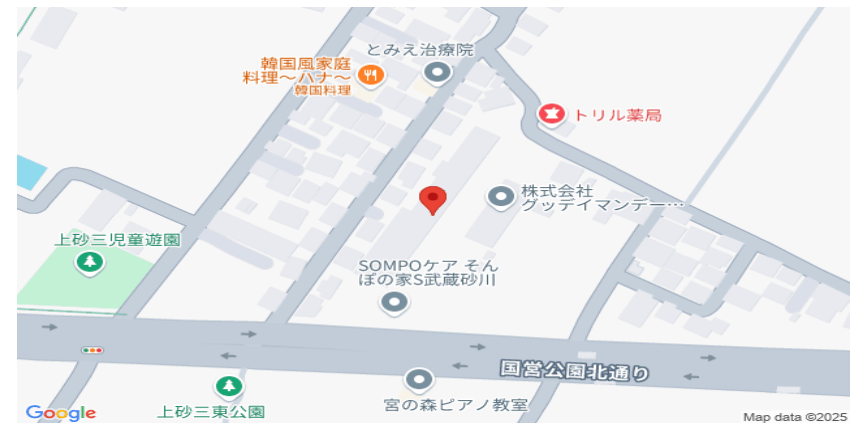 とみえ治療院
韓国風家庭
料理〜ハナ〜
韓国料理
トリル薬局
株式会社
グッデイマンデー…
上砂三児童遊園
SOMPOケア そん
ぽの家S武蔵砂川
国営公園北通り
上砂三東公園
宮の森ピアノ教室
Google
Map data ©2025